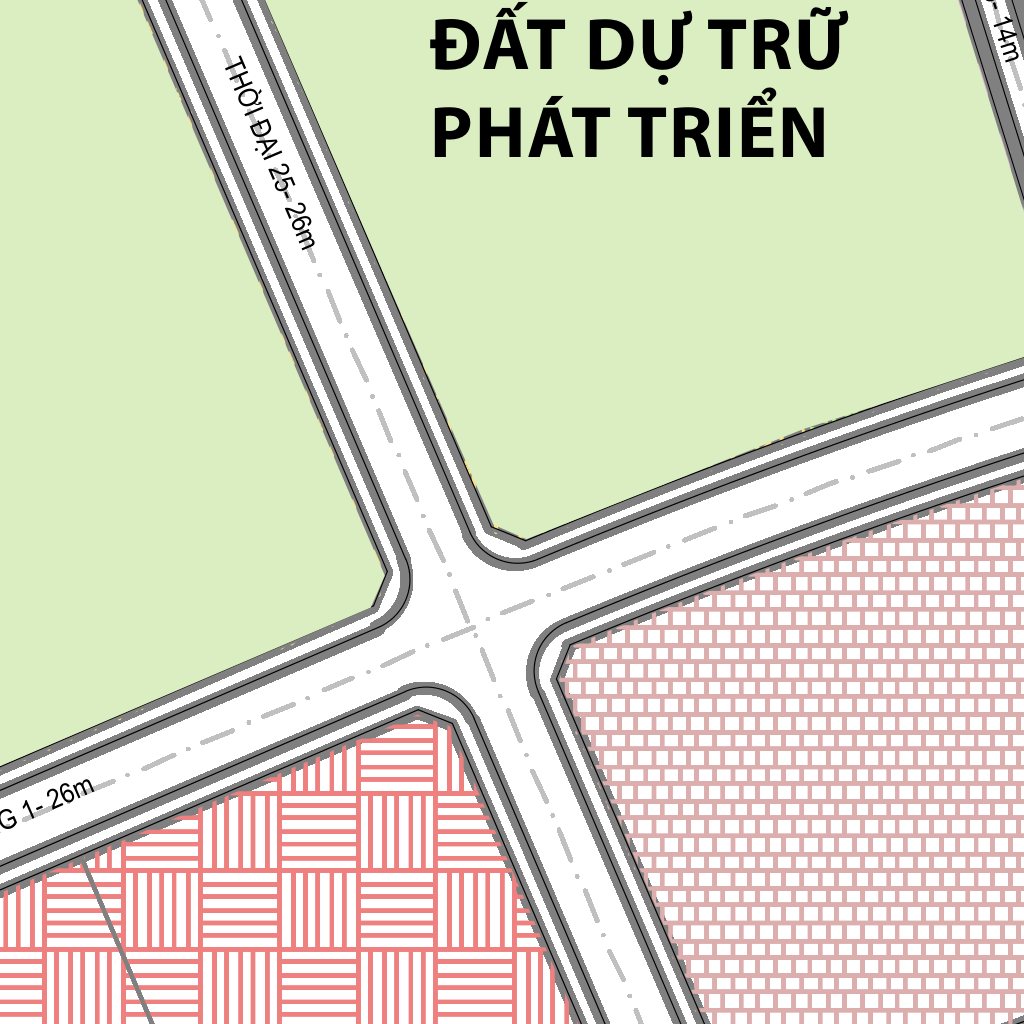 ĐẤT DỰ TRỮ
PHÁT TRIỂN
THỜI ĐẠI 25- 26m
14m
G 1- 26m